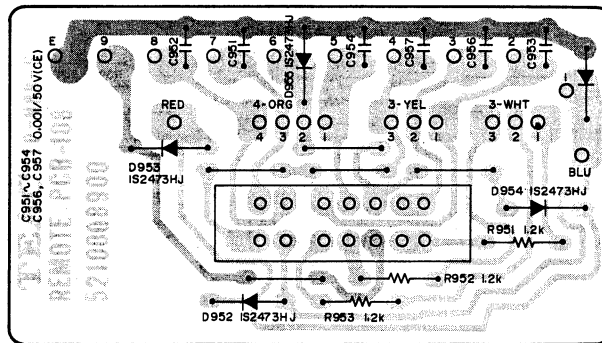 E 9 8 7 6 5 4 3 2 1
C952 C951 D955 IS2473HJ C954 C957 C956 C953
RED 4-ORG 3-YEL 3-WHT
4 3 2 1 3 2 1 3 2 1
BLU
D953
IS2473HJ
D954 IS2473HJ
R951 1.2k
R952 1.2k
D952 IS2473HJ
R953 1.2k
C951~C954
C956, C957 0.001/50V(CE)
REMOTE PCB-108
5210008900